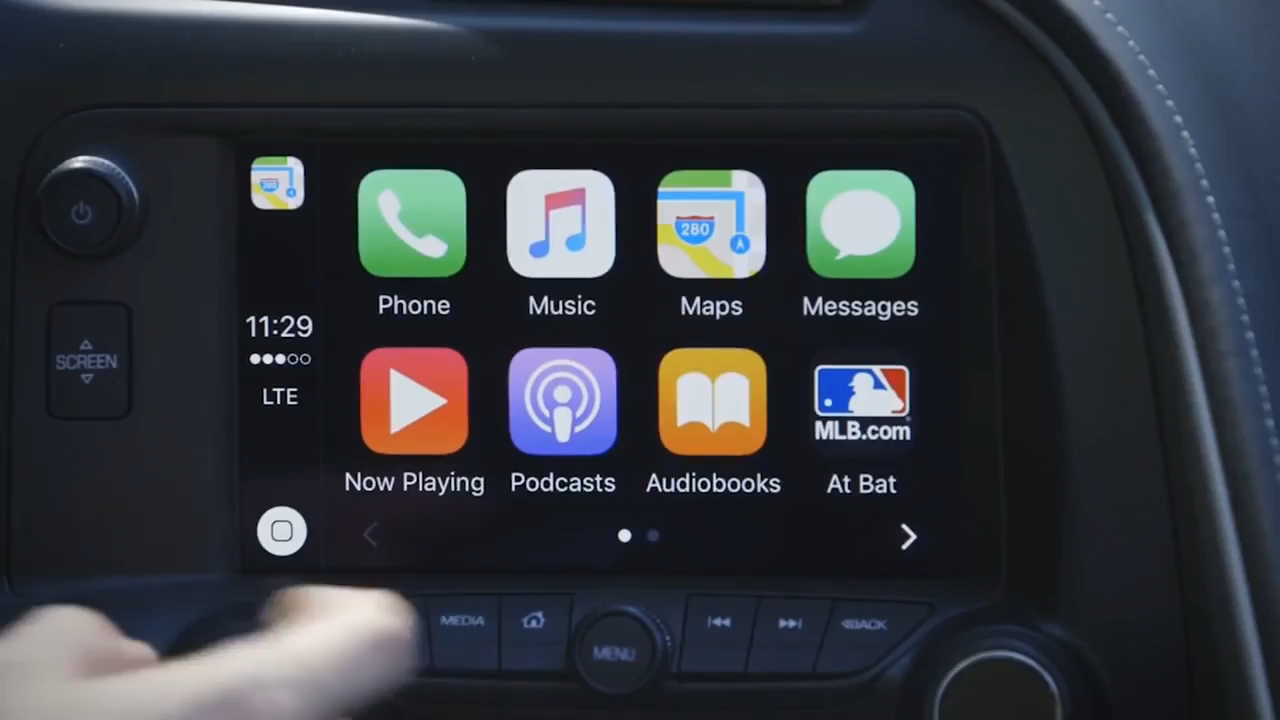 280
Phone
Music
Maps
Messages
11:29
LTE
SCREEN
MLB.com
Now Playing
Podcasts
Audiobooks
At Bat
MEDIA
MENU
BACK